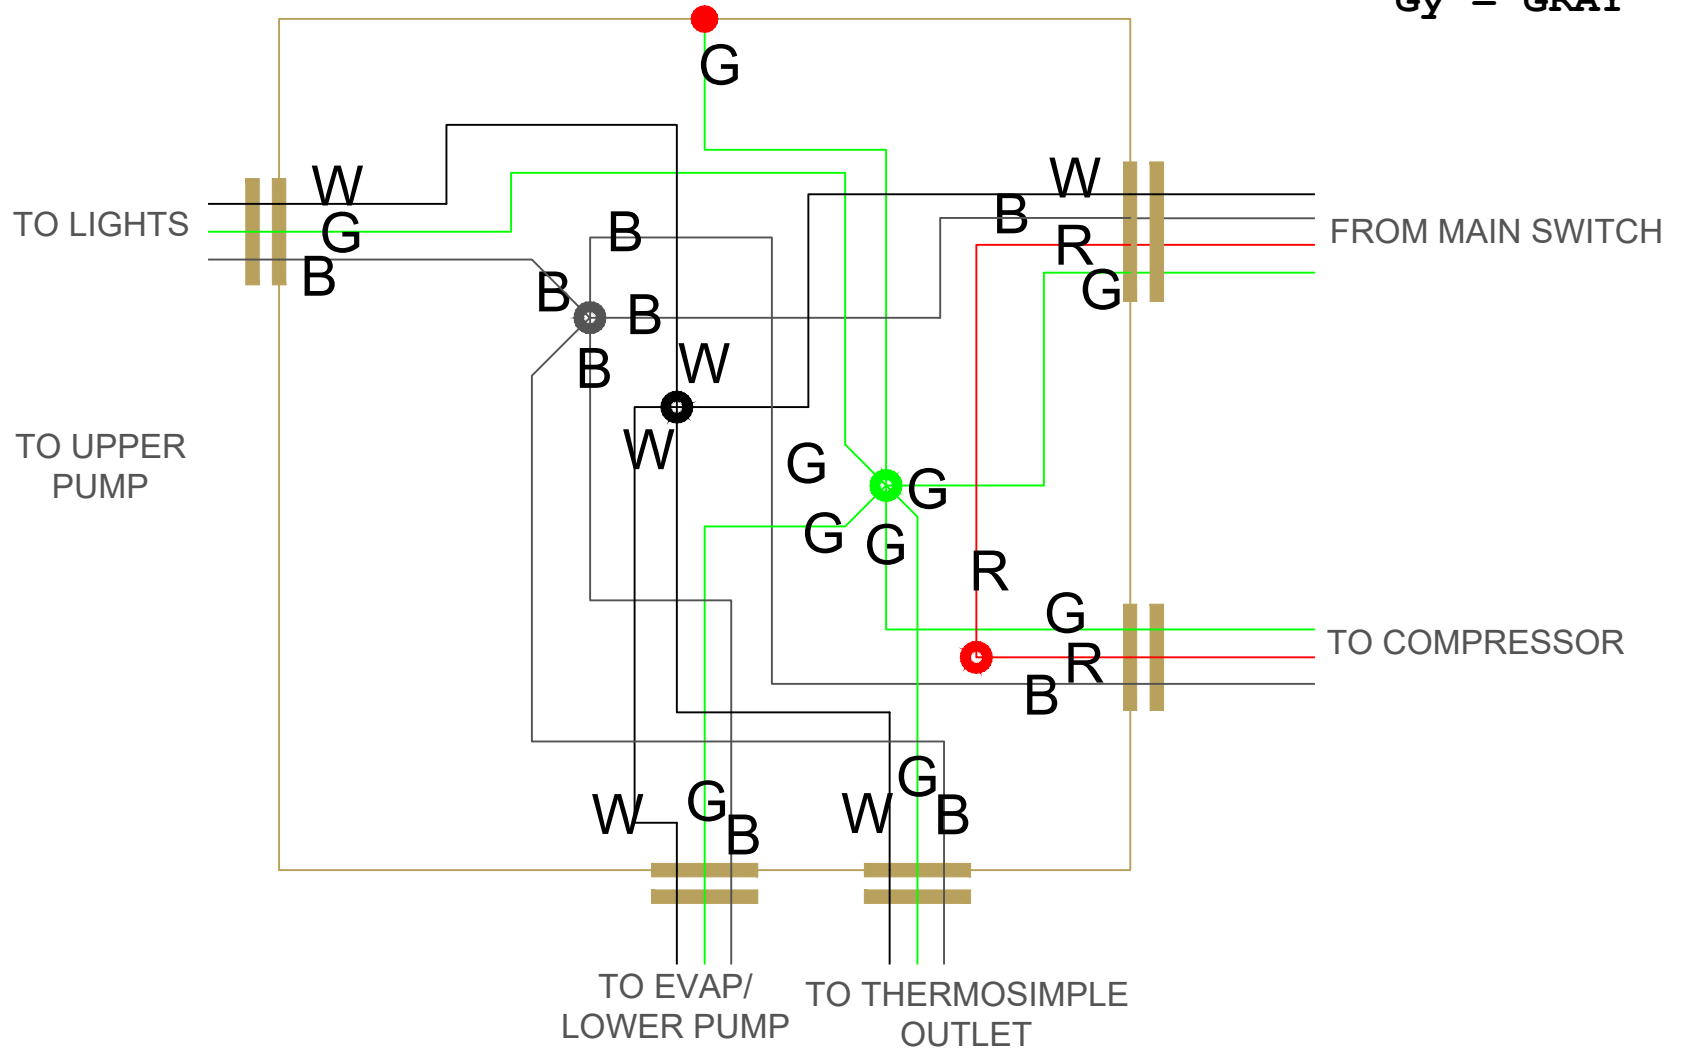 Gy = GRAY
G
W
W
TO LIGHTS
G
B
B
B
FROM MAIN SWITCH
R
G
B
B
B
W
TO UPPER
PUMP
W
G
G
G
G
R
G
TO COMPRESSOR
R
B
G
W
G
B
W
B
TO EVAP/
LOWER PUMP
TO THERMOSIMPLE
OUTLET